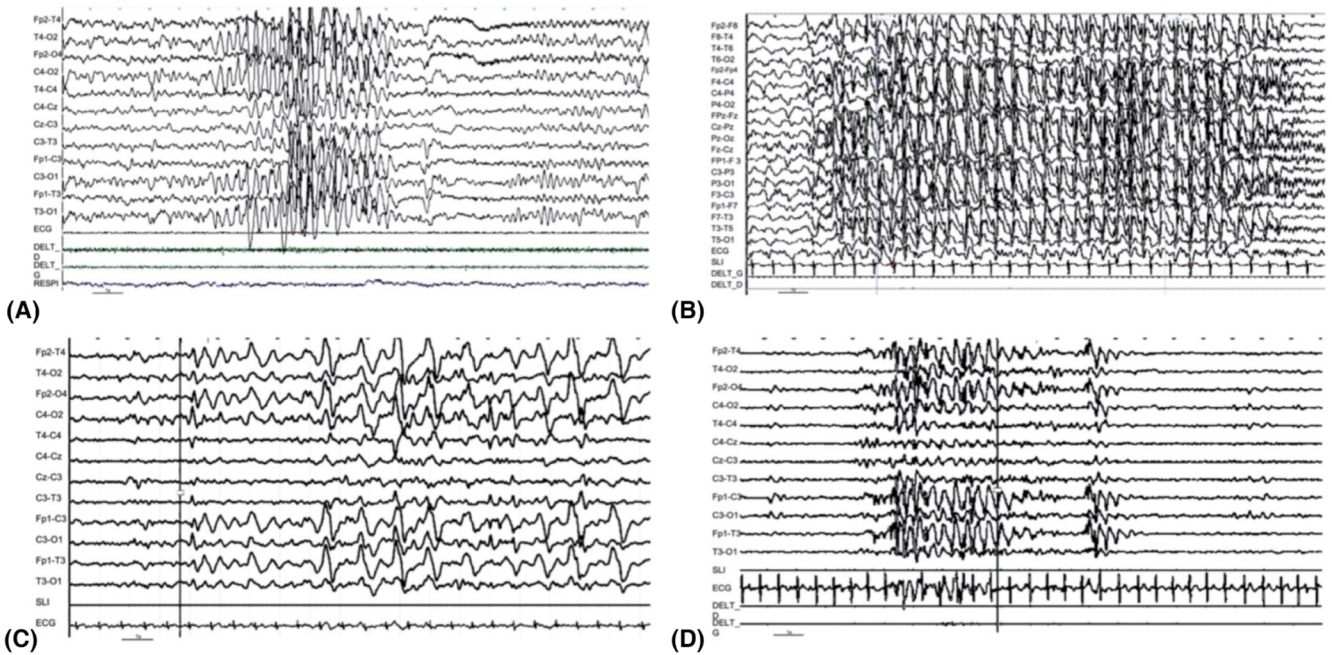 Fp2-T4
T4-O2
Fp2-O4
C4-O2
T4-C4
C4-Cz
Cz-C3
C3-T3
Fp1-C3
C3-O1
Fp1-T3
T3-O1
ECG
DELT_
D
DELT_
G
RESPI
(A)
Fp2-F8
F8-T4
T4-T6
T6-O2
Fp2-Fp4
F4-C4
C4-P4
P4-O2
FPz-Fz
Cz-Pz
Pz-Oz
Fz-Cz
FP1-F 3
C3-P3
P3-O1
F3-C3
Fp1-F7
F7-T3
T3-T5
T5-O1
ECG
SLI
DELT_G
DELT_D
(B)
Fp2-T4
T4-O2
Fp2-O4
C4-O2
T4-C4
C4-Cz
Cz-C3
C3-T3
Fp1-C3
C3-O1
Fp1-T3
T3-O1
SLI
ECG
(C)
Fp2-T4
T4-O2
Fp2-O4
C4-O2
T4-C4
C4-Cz
Cz-C3
C3-T3
Fp1-C3
C3-O1
Fp1-T3
T3-O1
SLI
ECG
DELT_
D
DELT_
G
(D)